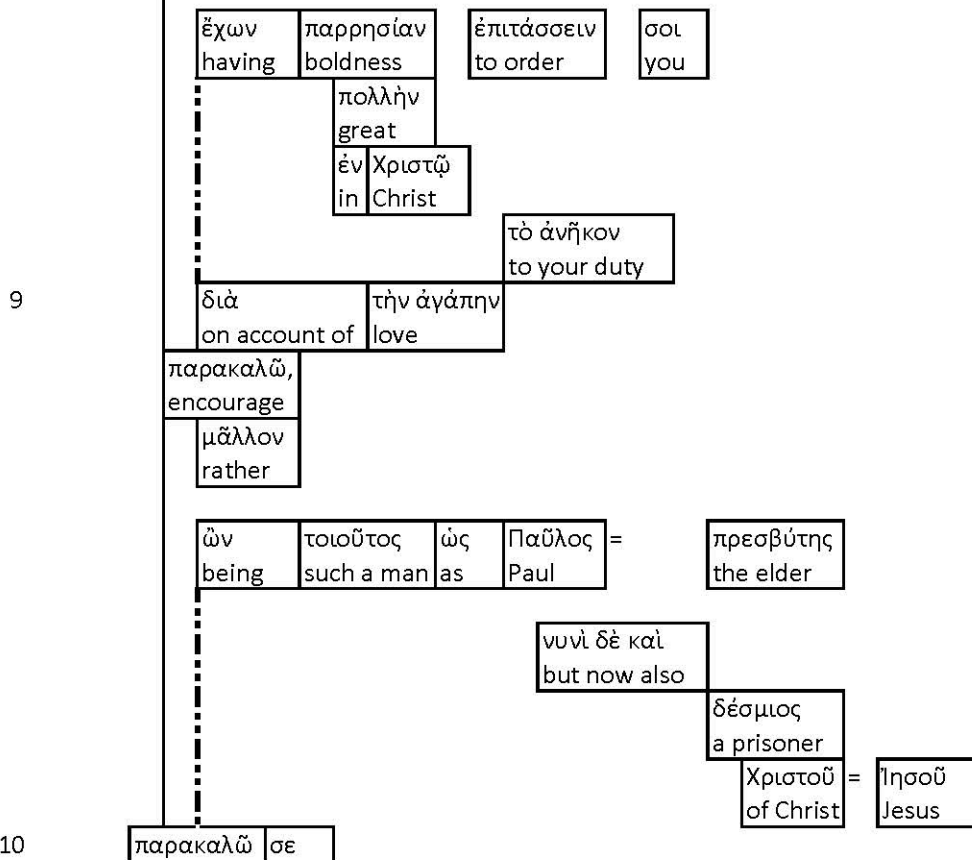 ἔχων παρρησίαν ἐπιτάσσειν σοι
having boldness to order you
πολλὴν
great
ἐν Χριστῷ
in Christ
τὸ ἀνῆκον
to your duty
9 διὰ τὴν ἀγάπην
on account of love
παρακαλῶ,
encourage
μᾶλλον
rather
ὢν τοιοῦτος ὡς Παῦλος = πρεσβύτης
being such a man as Paul the elder
νυνὶ δὲ καὶ
but now also
δέσμιος
a prisoner
Χριστοῦ = Ἰησοῦ
of Christ Jesus
10 παρακαλῶ σε